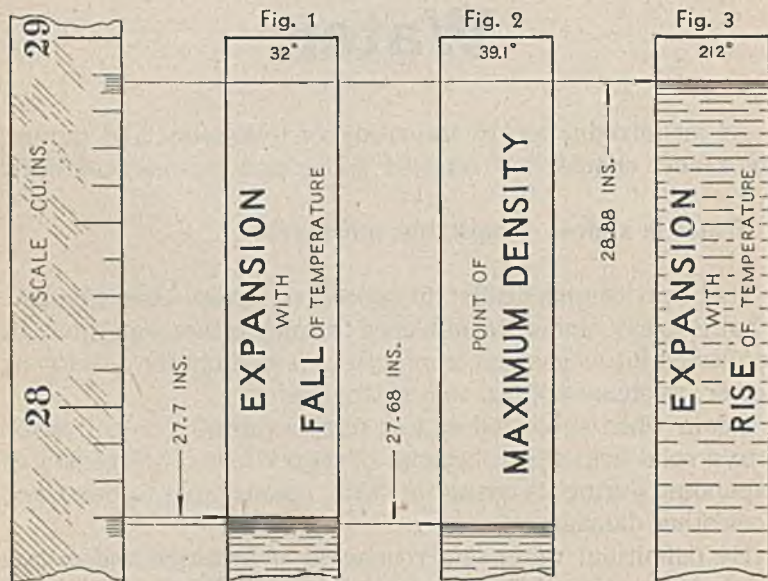 Fig. 1
Fig. 2
Fig. 3
29
28
SCALE CU. INS.
32°
EXPANSION
WITH
FALL OF TEMPERATURE
27.7 INS.
39.1°
POINT OF
MAXIMUM DENSITY
27.68 INS.
212°
EXPANSION
WITH
RISE OF TEMPERATURE
28.88 INS.